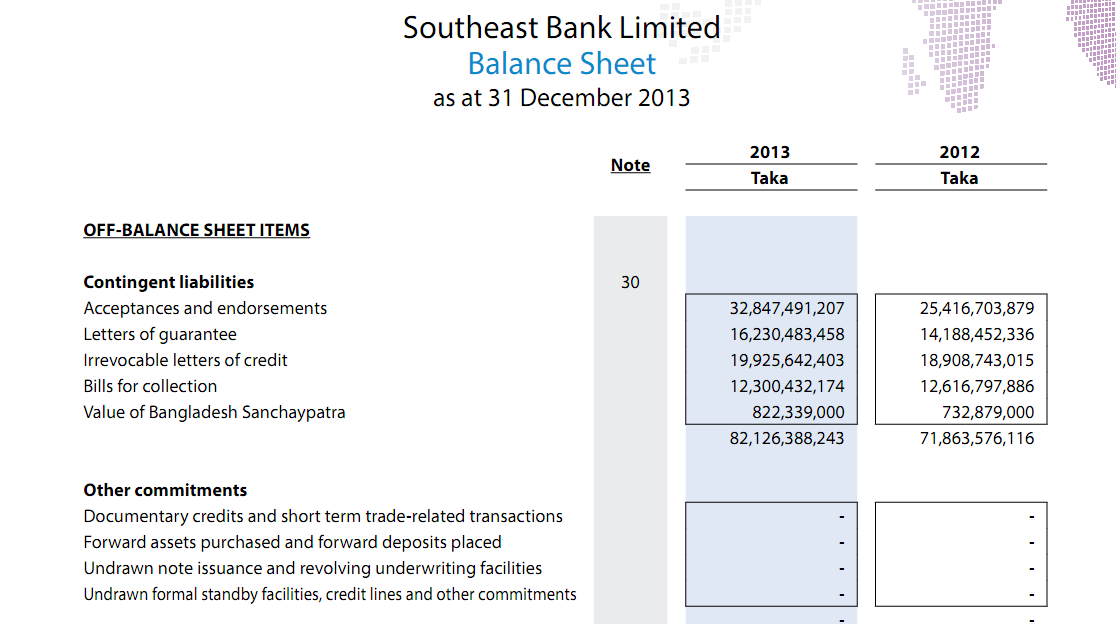 Southeast Bank Limited
Balance Sheet
as at 31 December 2013
Note 2013 2012
Taka Taka
OFF-BALANCE SHEET ITEMS
Contingent liabilities 30
Acceptances and endorsements 32,847,491,207 25,416,703,879
Letters of guarantee 16,230,483,458 14,188,452,336
Irrevocable letters of credit 19,925,642,403 18,908,743,015
Bills for collection 12,300,432,174 12,616,797,886
Value of Bangladesh Sanchaypatra 822,339,000 732,879,000
82,126,388,243 71,863,576,116
Other commitments
Documentary credits and short term trade-related transactions - -
Forward assets purchased and forward deposits placed - -
Undrawn note issuance and revolving underwriting facilities - -
Undrawn formal standby facilities, credit lines and other commitments - -
- -